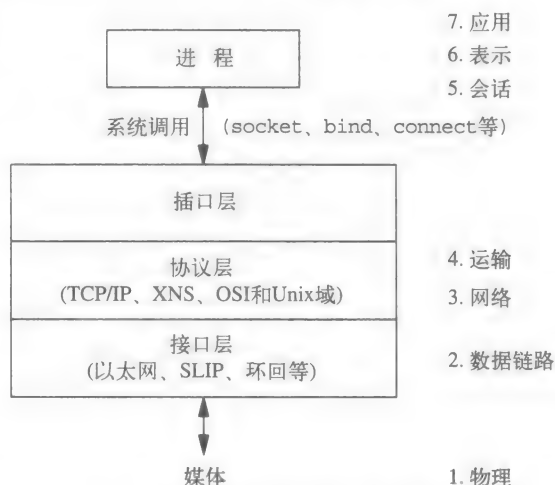 7. 应用
进 程
6. 表示
5. 会话
系统调用 (socket、bind、connect等)
插口层
协议层
4. 运输
(TCP/IP、XNS、OSI和Unix域)
3. 网络
接口层
(以太网、SLIP、环回等)
2. 数据链路
媒体
1. 物理